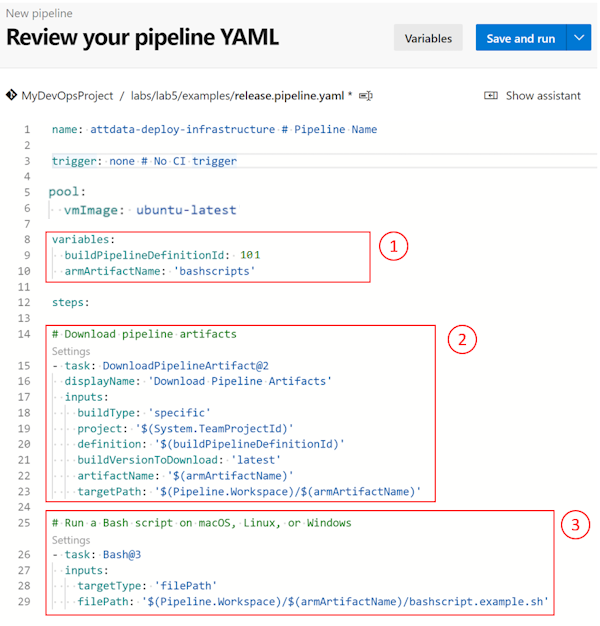 New pipeline
Review your pipeline YAML
Variables
Save and run
MyDevOpsProject / labs/lab5/examples/release.pipeline.yaml *
Show assistant
1 name: attdata-deploy-infrastructure # Pipeline Name
2
3 trigger: none # No CI trigger
4
5 pool:
6 vmImage: ubuntu-latest
7
8 variables:
9 buildPipelineDefinitionId: 101
10 armArtifactName: 'bashscripts'
1
11
12 steps:
13
14 # Download pipeline artifacts
Settings
15 - task: DownloadPipelineArtifact@2
16 displayName: 'Download Pipeline Artifacts'
17 inputs:
18 buildType: 'specific'
19 project: '$(System.TeamProjectId)'
20 definition: '$(buildPipelineDefinitionId)'
21 buildVersionToDownload: 'latest'
22 artifactName: '$(armArtifactName)'
23 targetPath: '$(Pipeline.Workspace)/$(armArtifactName)'
2
24
25 # Run a Bash script on macOS, Linux, or Windows
Settings
26 - task: Bash@3
27 inputs:
28 targetType: 'filePath'
29 filePath: '$(Pipeline.Workspace)/$(armArtifactName)/bashscript.example.sh'
3